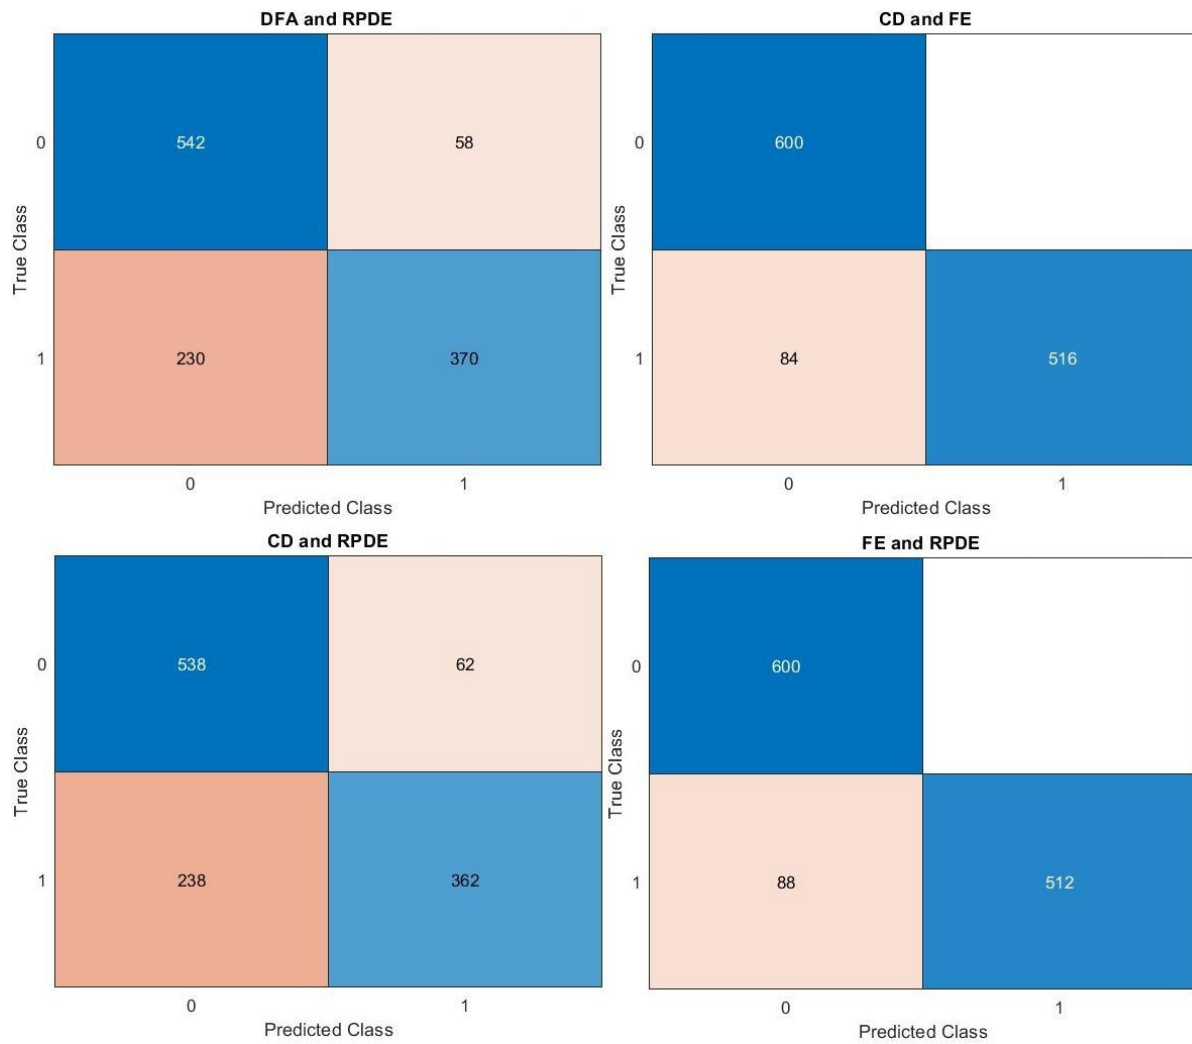 DFA and RPDE
True Class
0
542
58
1
230
370
0
1
Predicted Class
CD and FE
True Class
0
600
1
84
516
0
1
Predicted Class
CD and RPDE
True Class
0
538
62
1
238
362
0
1
Predicted Class
FE and RPDE
True Class
0
600
1
88
512
0
1
Predicted Class